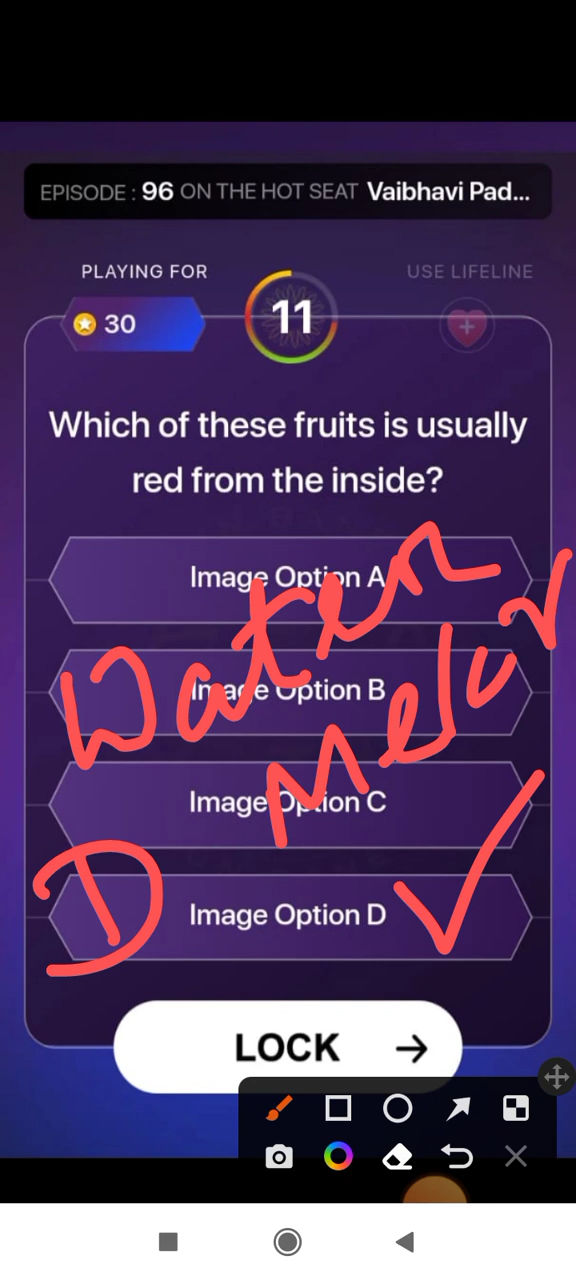 EPISODE : 96 ON THE HOT SEAT Vaibhavi Pad...
PLAYING FOR
USE LIFELINE
30
11
Which of these fruits is usually
red from the inside?
Image Option A
Image Option B
Image Option C
Image Option D
Water
Melon
D
LOCK